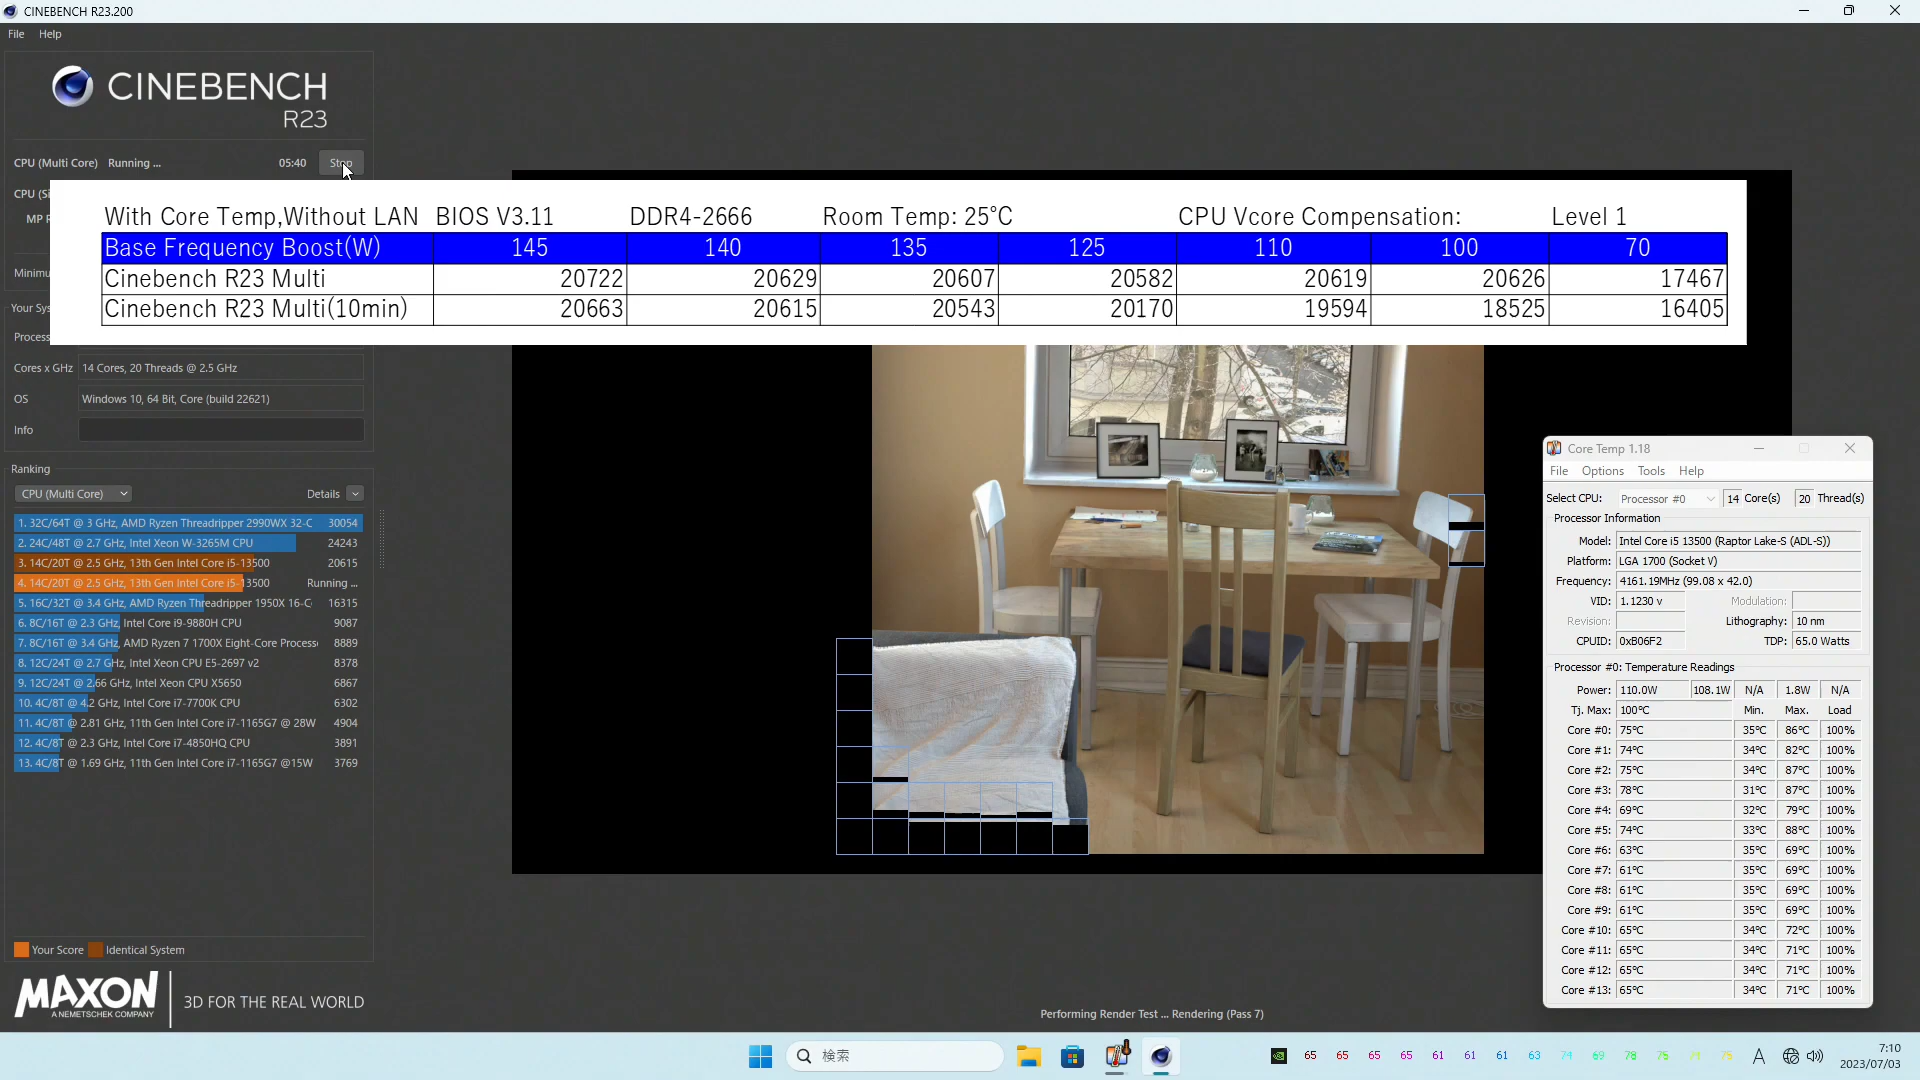 CINEBENCH R23.200
File Help
CINEBENCH
R23
CPU (Multi Core) Running ... 05:40 Stop
CPU (Si
MP R
With Core Temp,Without LAN BIOS V3.11 DDR4-2666 Room Temp: 25℃ CPU Vcore Compensation: Level 1
Base Frequency Boost(W) 145 140 135 125 110 100 70
Cinebench R23 Multi 20722 20629 20607 20582 20619 20626 17467
Cinebench R23 Multi(10min) 20663 20615 20543 20170 19594 18525 16405
Minimu
Your Sys
Process
Cores x GHz 14 Cores, 20 Threads @ 2.5 GHz
OS Windows 10, 64 Bit, Core (build 22621)
Info
Ranking
CPU (Multi Core) Details
1. 32C/64T @ 3 GHz, AMD Ryzen Threadripper 2990WX 32-C 30054
2. 24C/48T @ 2.7 GHz, Intel Xeon W-3265M CPU 24243
3. 14C/20T @ 2.5 GHz, 13th Gen Intel Core i5-13500 20615
4. 14C/20T @ 2.5 GHz, 13th Gen Intel Core i5-13500 Running ...
5. 16C/32T @ 3.4 GHz, AMD Ryzen Threadripper 1950X 16-C 16315
6. 8C/16T @ 2.3 GHz, Intel Core i9-9880H CPU 9087
7. 8C/16T @ 3.4 GHz, AMD Ryzen 7 1700X Eight-Core Process 8889
8. 12C/24T @ 2.7 GHz, Intel Xeon CPU E5-2697 v2 8378
9. 12C/24T @ 2.66 GHz, Intel Xeon CPU X5650 6867
10. 4C/8T @ 4.2 GHz, Intel Core i7-7700K CPU 6302
11. 4C/8T @ 2.81 GHz, 11th Gen Intel Core i7-1165G7 @ 28W 4904
12. 4C/8T @ 2.3 GHz, Intel Core i7-4850HQ CPU 3891
13. 4C/8T @ 1.69 GHz, 11th Gen Intel Core i7-1165G7 @15W 3769
Your Score Identical System
MAXON
A NEMETSCHEK COMPANY
3D FOR THE REAL WORLD
Performing Render Test ... Rendering (Pass 7)
Core Temp 1.18
File Options Tools Help
Select CPU: Processor #0 14 Core(s) 20 Thread(s)
Processor Information
Model: Intel Core i5 13500 (Raptor Lake-S (ADL-S))
Platform: LGA 1700 (Socket V)
Frequency: 4161.19MHz (99.08 x 42.0)
VID: 1.1230 v Modulation:
Revision: Lithography: 10 nm
CPUID: 0xB06F2 TDP: 65.0 Watts
Processor #0: Temperature Readings
Power: 110.0W 108.1W N/A 1.8W N/A
Tj. Max: 100°C Min. Max. Load
Core #0: 75°C 35°C 86°C 100%
Core #1: 74°C 34°C 82°C 100%
Core #2: 75°C 34°C 87°C 100%
Core #3: 78°C 31°C 87°C 100%
Core #4: 69°C 32°C 79°C 100%
Core #5: 74°C 33°C 88°C 100%
Core #6: 63°C 35°C 69°C 100%
Core #7: 61°C 35°C 69°C 100%
Core #8: 61°C 35°C 69°C 100%
Core #9: 61°C 35°C 69°C 100%
Core #10: 65°C 34°C 72°C 100%
Core #11: 65°C 34°C 71°C 100%
Core #12: 65°C 34°C 71°C 100%
Core #13: 65°C 34°C 71°C 100%
検索
65 65 65 65 61 61 61 63 74 69 78 75 74 75 A 7:10
2023/07/03